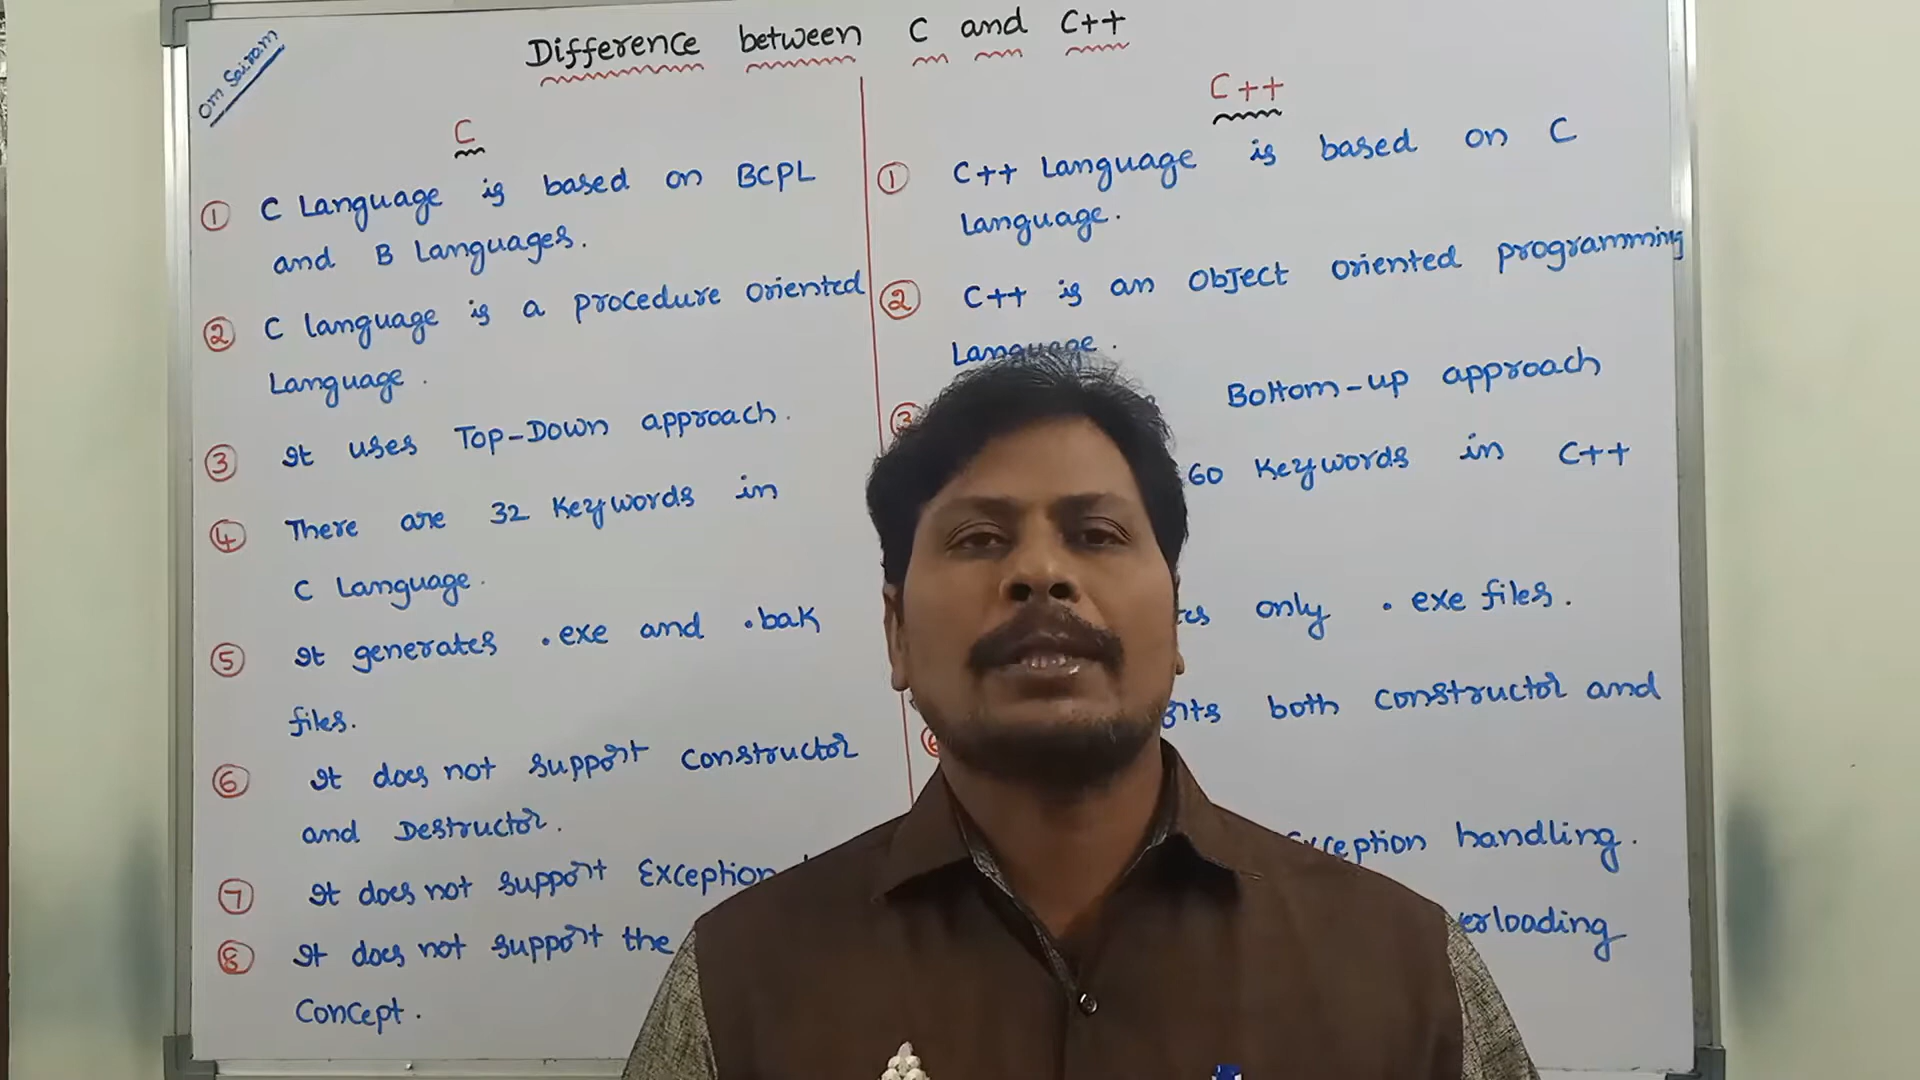 Om Sairam
Difference between C and C++
C
① C Language is based on BCPL
and B Languages.
② C language is a procedure oriented
Language.
③ It uses Top-Down approach.
④ There are 32 Keywords in
C Language.
⑤ It generates .exe and .bak
files.
⑥ It does not support constructor
and Destructor.
⑦ It does not support Exception
⑧ It does not support the
Concept.
C++
① C++ Language is based on C
Language.
② C++ is an Object oriented programming
Language.
③ Bottom-up approach
60 Keywords in C++
only .exe files.
both constructor and
handling.